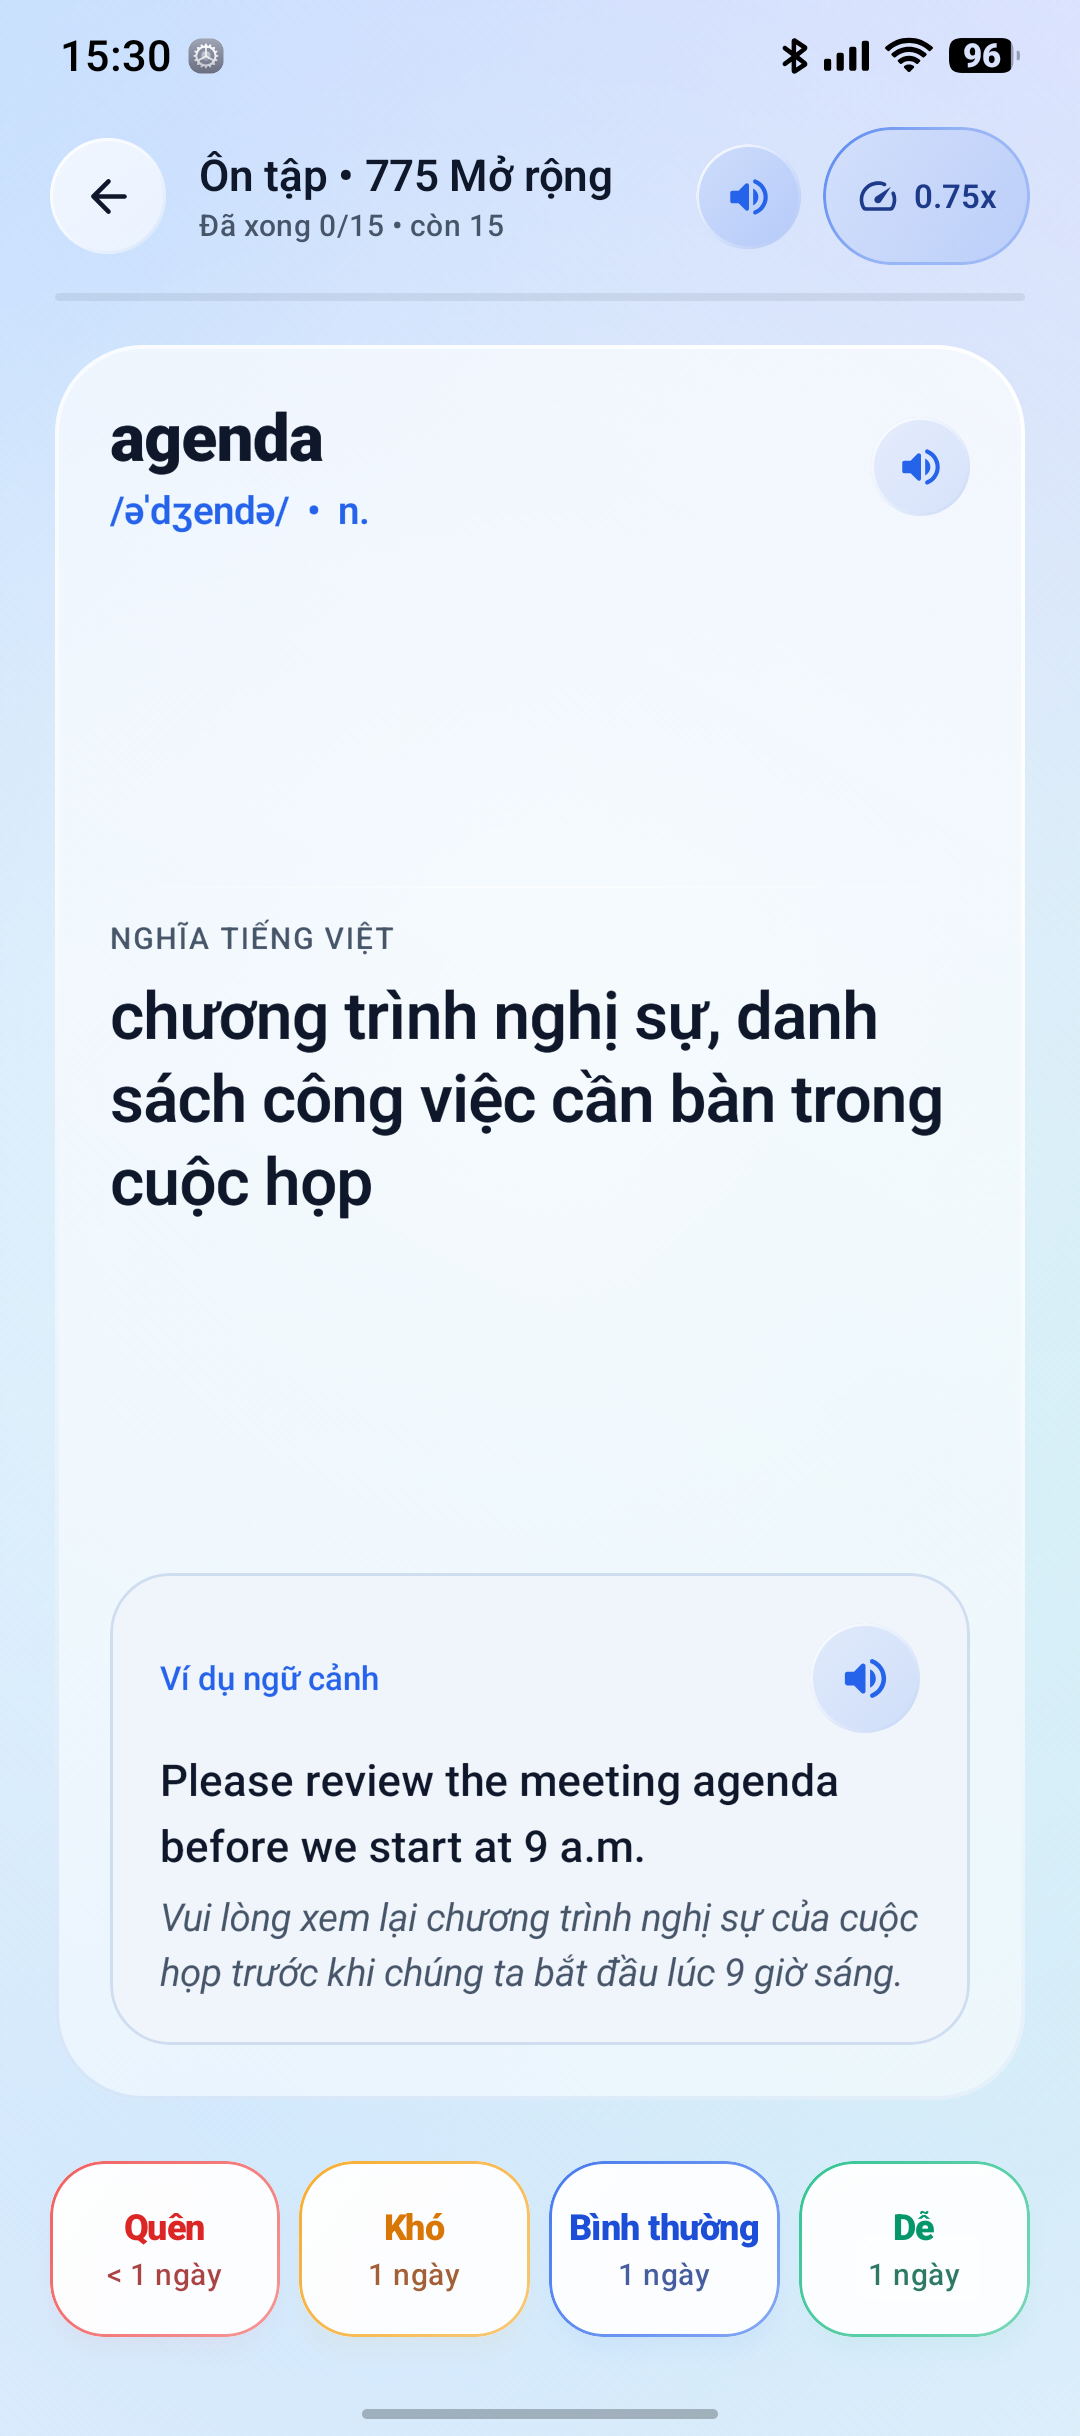 15:30
96
Ôn tập • 775 Mở rộng
Đã xong 0/15 • còn 15
0.75x
agenda
/əˈdʒendə/ • n.
NGHĨA TIẾNG VIỆT
chương trình nghị sự, danh
sách công việc cần bàn trong
cuộc họp
Ví dụ ngữ cảnh
Please review the meeting agenda
before we start at 9 a.m.
Vui lòng xem lại chương trình nghị sự của cuộc
họp trước khi chúng ta bắt đầu lúc 9 giờ sáng.
Quên
< 1 ngày
Khó
1 ngày
Bình thường
1 ngày
Dễ
1 ngày